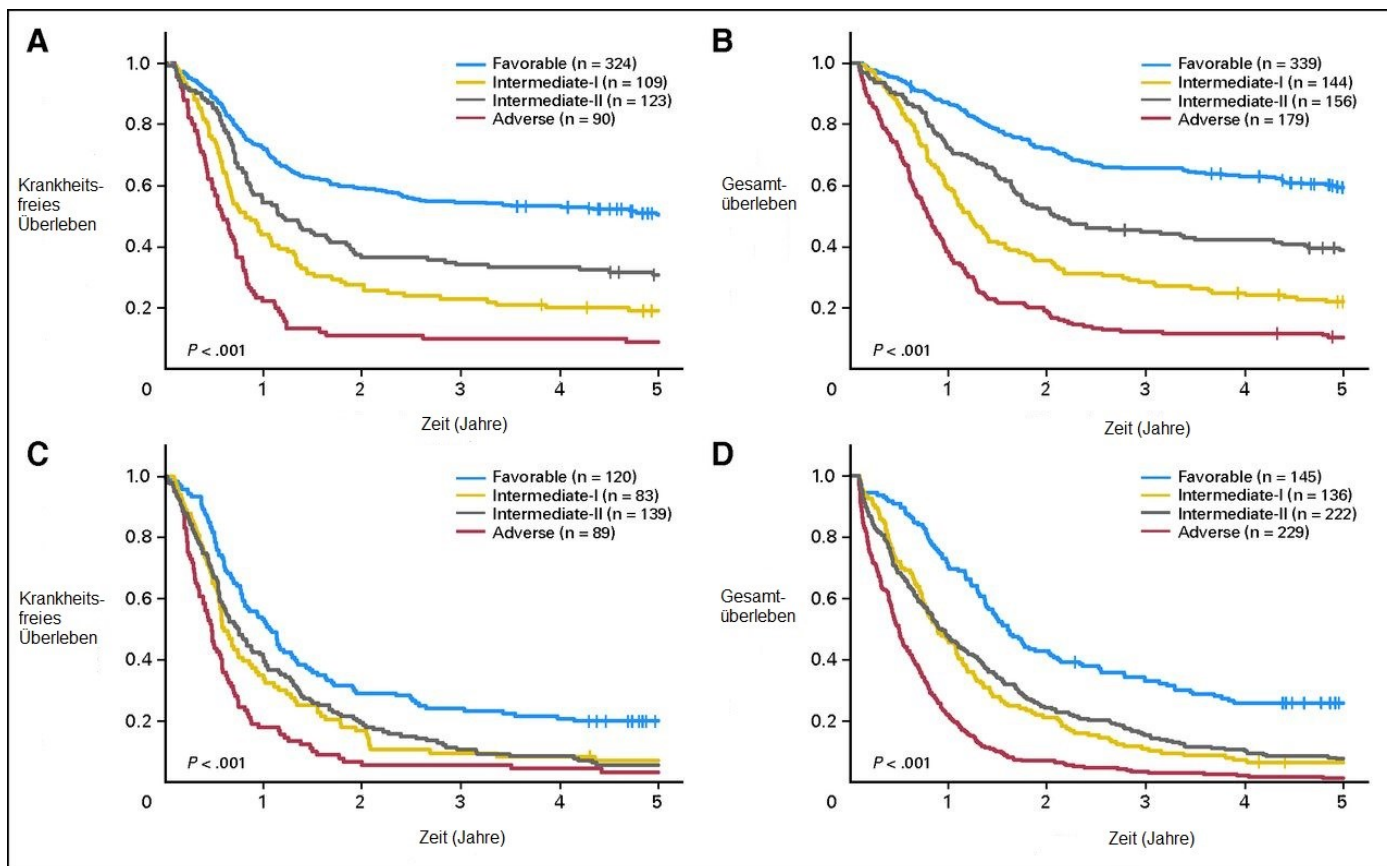 A
Favorable (n = 324)
Intermediate-I (n = 109)
Intermediate-II (n = 123)
Adverse (n = 90)
1.0
0.8
0.6
0.4
0.2
Krankheits-
freies
Überleben
P < .001
0 1 2 3 4 5
Zeit (Jahre)
B
Favorable (n = 339)
Intermediate-I (n = 144)
Intermediate-II (n = 156)
Adverse (n = 179)
1.0
0.8
0.6
0.4
0.2
Gesamt-
überleben
P < .001
0 1 2 3 4 5
Zeit (Jahre)
C
Favorable (n = 120)
Intermediate-I (n = 83)
Intermediate-II (n = 139)
Adverse (n = 89)
1.0
0.8
0.6
0.4
0.2
Krankheits-
freies
Überleben
P < .001
0 1 2 3 4 5
Zeit (Jahre)
D
Favorable (n = 145)
Intermediate-I (n = 136)
Intermediate-II (n = 222)
Adverse (n = 229)
1.0
0.8
0.6
0.4
0.2
Gesamt-
überleben
P < .001
0 1 2 3 4 5
Zeit (Jahre)